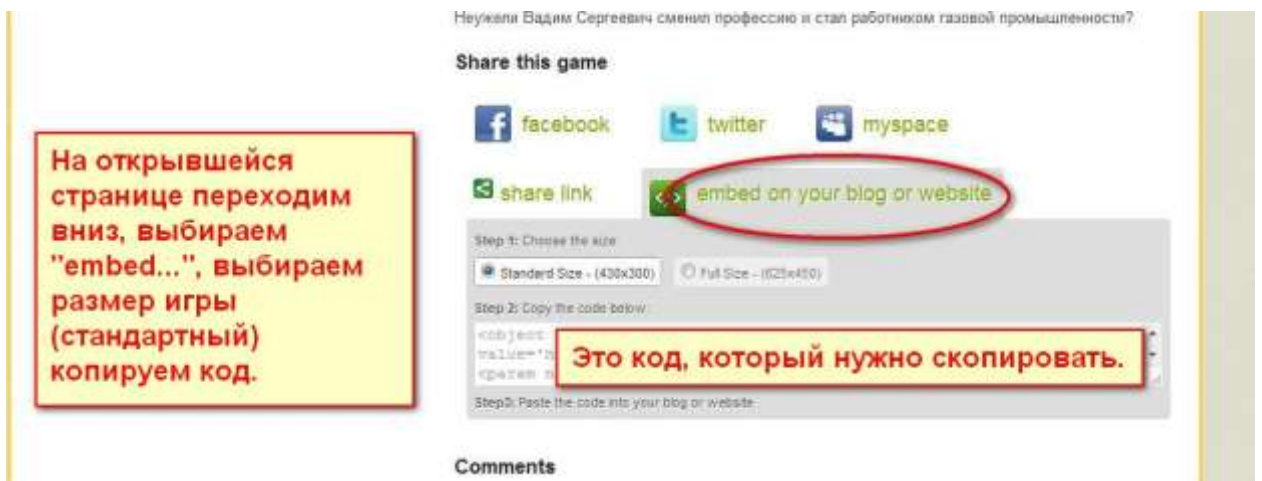 Неужели Вадим Сергеевич сменил профессию и стал работником газовой промышленности?
Share this game
facebook twitter myspace
На открывшейся
странице переходим
вниз, выбираем
"embed...", выбираем
размер игры
(стандартный)
копируем код.
share link embed on your blog or website
Step 1: Choose the size
Standard Size - (430x300) Full Size - (625x450)
Step 2: Copy the code below
<object
value="h
<param n
Это код, который нужно скопировать.
Step3: Paste the code into your blog or website
Comments